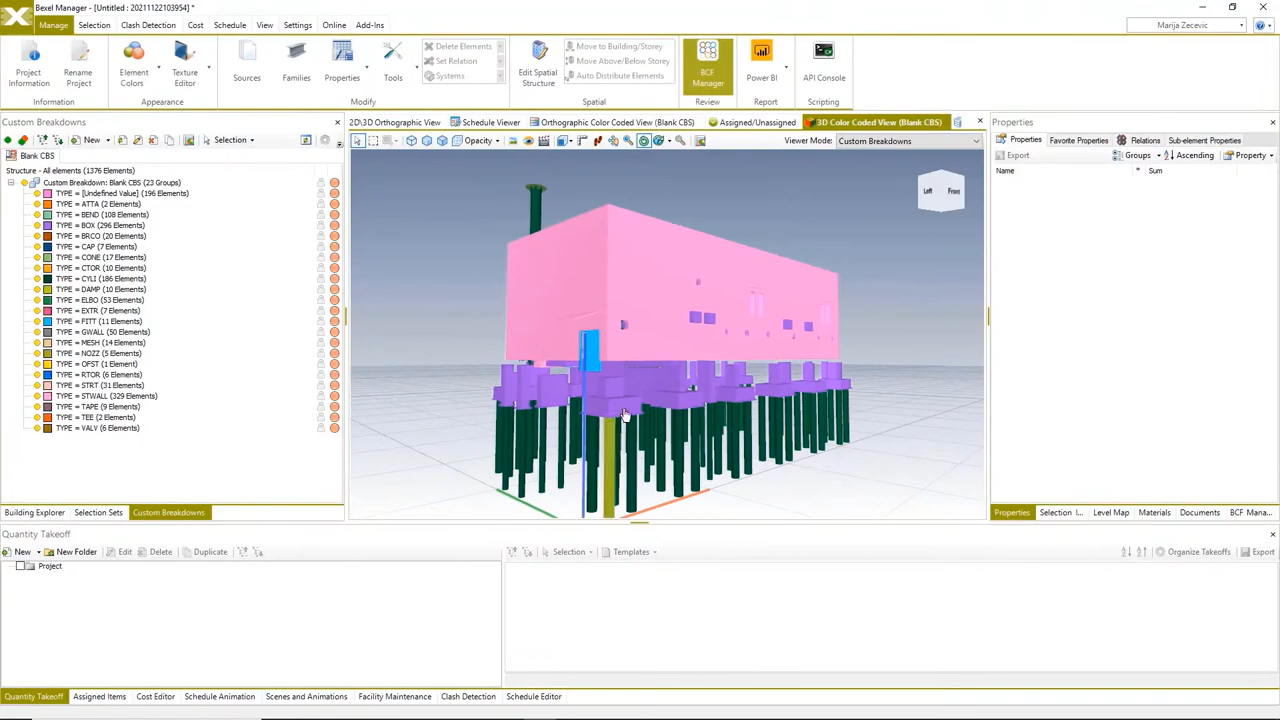 Bexel Manager - [Untitled : 20211122103954] *
Manage Selection Clash Detection Cost Schedule View Settings Online Add-Ins
Marija Zecevic
Project Information
Rename Project
Element Colors
Texture Editor
Sources
Families
Properties
Tools
Delete Elements
Set Relation
Systems
Edit Spatial Structure
Move to Building/Storey
Move Above/Below Storey
Auto Distribute Elements
BCF Manager
Power BI
API Console
Information Appearance Modify Spatial Review Report Scripting
Custom Breakdowns
New Selection
Blank CBS
Structure - All elements (1376 Elements)
Custom Breakdown: Blank CBS (23 Groups)
TYPE = [Undefined Value] (196 Elements)
TYPE = ATTA (2 Elements)
TYPE = BEND (108 Elements)
TYPE = BOX (296 Elements)
TYPE = BRCO (20 Elements)
TYPE = CAP (7 Elements)
TYPE = CONE (17 Elements)
TYPE = CTOR (10 Elements)
TYPE = CYLI (186 Elements)
TYPE = DAMP (10 Elements)
TYPE = ELBO (53 Elements)
TYPE = EXTR (7 Elements)
TYPE = FITT (11 Elements)
TYPE = GWALL (50 Elements)
TYPE = MESH (14 Elements)
TYPE = NOZZ (5 Elements)
TYPE = OFST (1 Element)
TYPE = RTOR (6 Elements)
TYPE = STRT (31 Elements)
TYPE = STWALL (329 Elements)
TYPE = TAPE (9 Elements)
TYPE = TEE (2 Elements)
TYPE = VALV (6 Elements)
Building Explorer Selection Sets Custom Breakdowns
2D\3D Orthographic View Schedule Viewer Orthographic Color Coded View (Blank CBS) Assigned/Unassigned 3D Color Coded View (Blank CBS)
Opacity Viewer Mode: Custom Breakdowns
Left Front
Properties
Properties Favorite Properties Relations Sub-element Properties
Export Groups Ascending Property
Name * Sum
Properties Selection I... Level Map Materials Documents BCF Mana...
Quantity Takeoff
New New Folder Edit Delete Duplicate Selection Templates Organize Takeoffs Export
Project
Quantity Takeoff Assigned Items Cost Editor Schedule Animation Scenes and Animations Facility Maintenance Clash Detection Schedule Editor